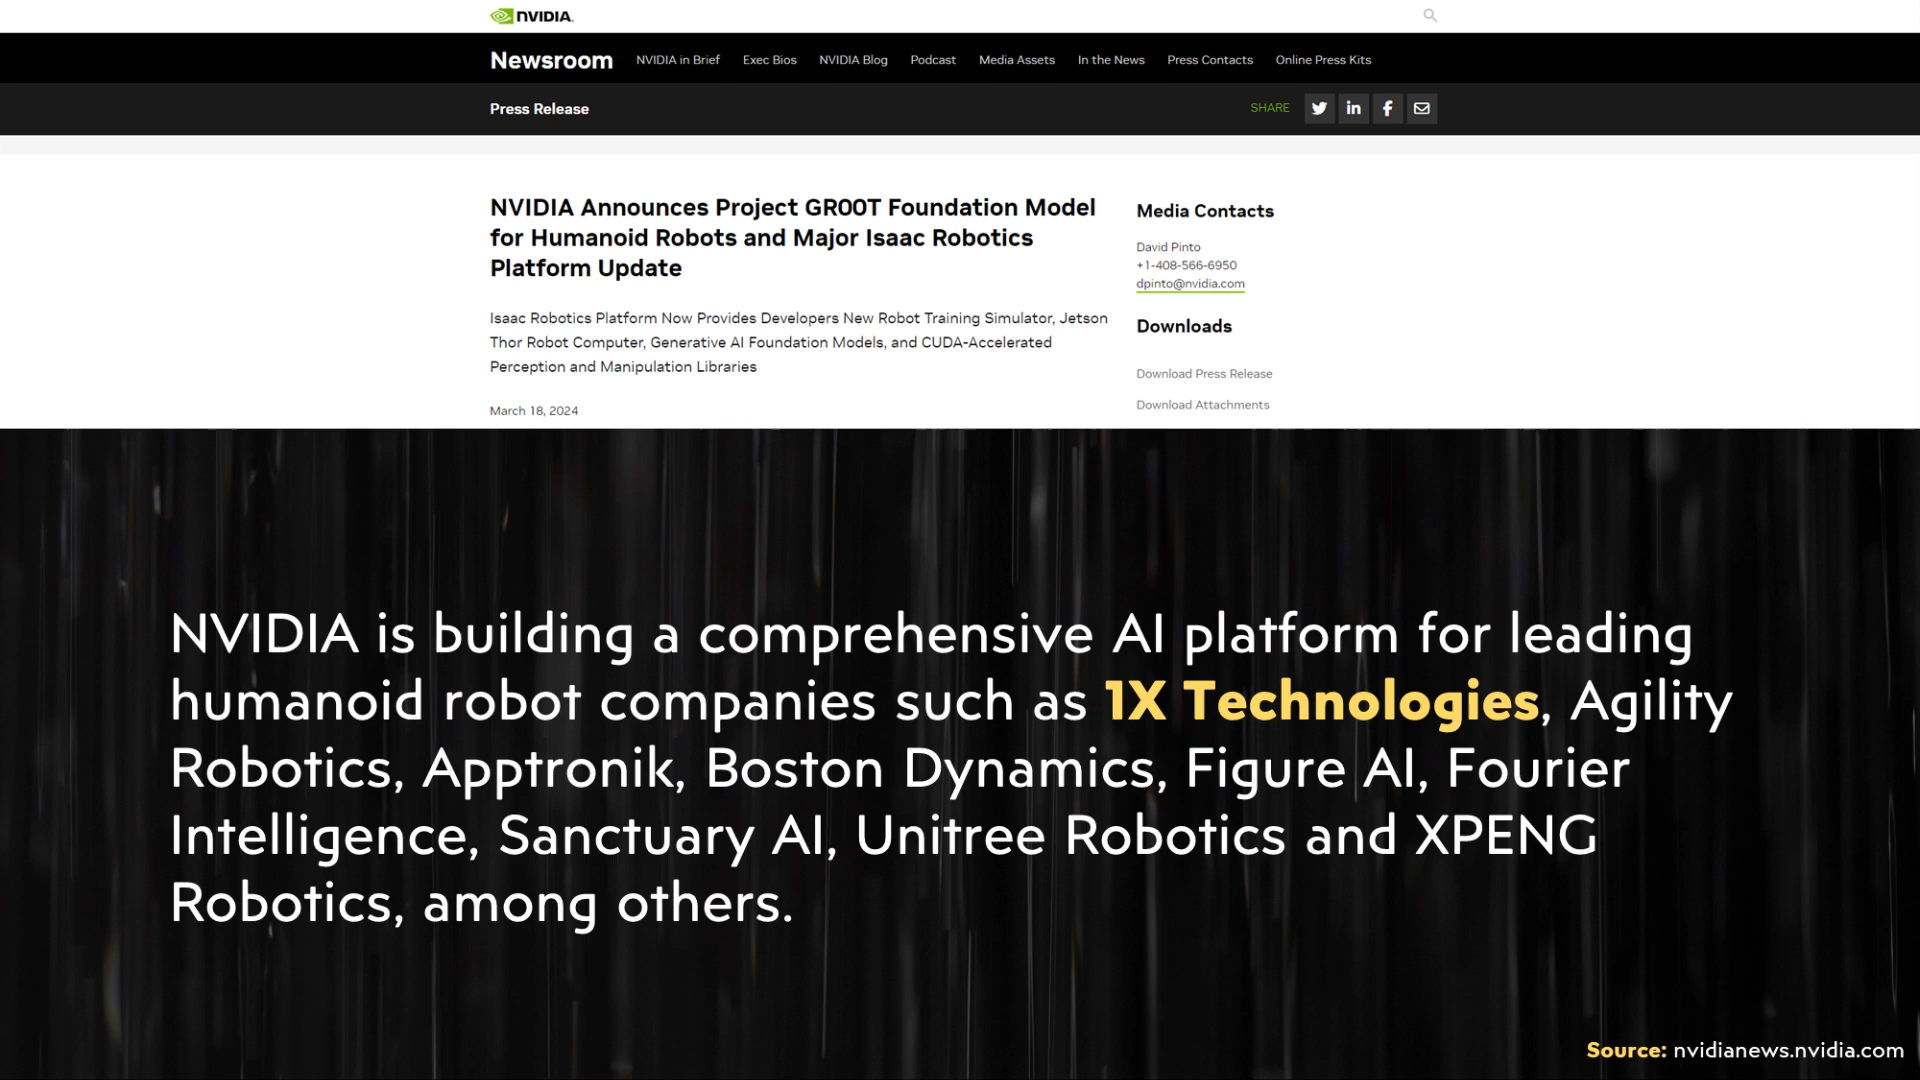 NVIDIA.
Newsroom NVIDIA in Brief Exec Bios NVIDIA Blog Podcast Media Assets In the News Press Contacts Online Press Kits
Press Release SHARE
NVIDIA Announces Project GR00T Foundation Model
for Humanoid Robots and Major Isaac Robotics
Platform Update
Isaac Robotics Platform Now Provides Developers New Robot Training Simulator, Jetson
Thor Robot Computer, Generative AI Foundation Models, and CUDA-Accelerated
Perception and Manipulation Libraries
March 18, 2024
Media Contacts
David Pinto
+1-408-566-6950
dpinto@nvidia.com
Downloads
Download Press Release
Download Attachments
NVIDIA is building a comprehensive AI platform for leading
humanoid robot companies such as 1X Technologies, Agility
Robotics, Apptronik, Boston Dynamics, Figure AI, Fourier
Intelligence, Sanctuary AI, Unitree Robotics and XPENG
Robotics, among others.
Source: nvidianews.nvidia.com